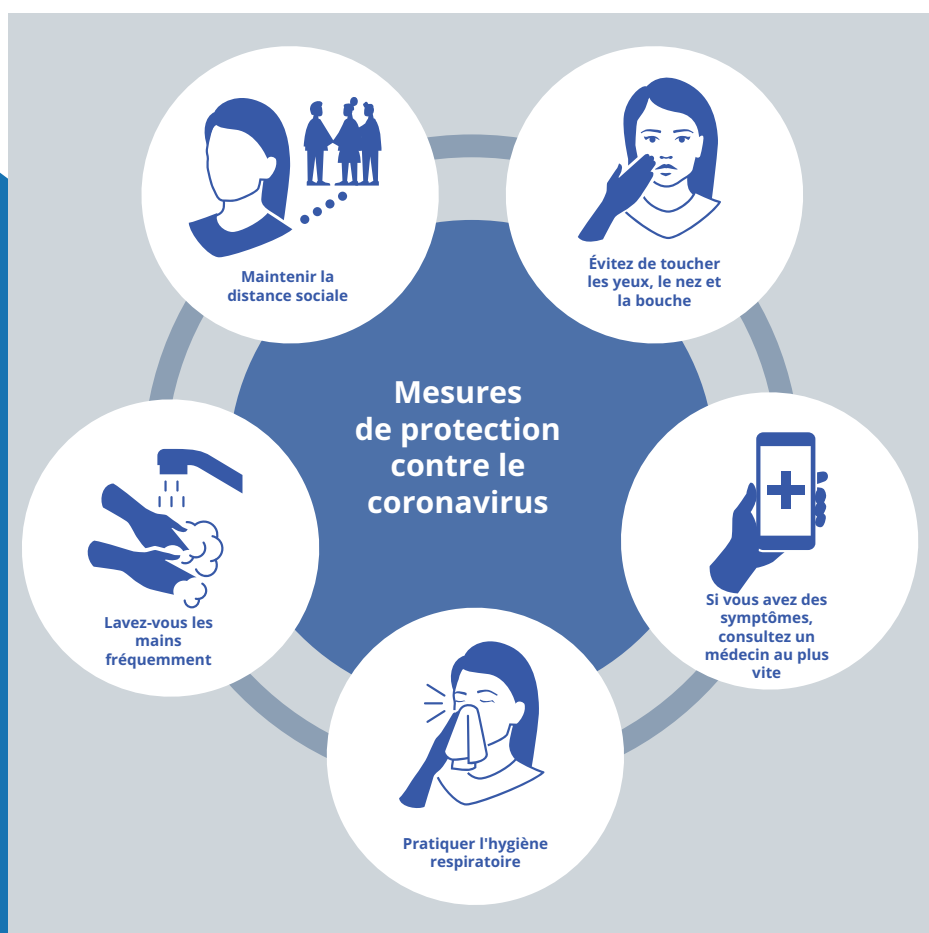 Maintenir la
distance sociale
Évitez de toucher
les yeux, le nez et
la bouche
Mesures
de protection
contre le
coronavirus
Lavez-vous les
mains
fréquemment
Si vous avez des
symptômes,
consultez un
médecin au plus
vite
Pratiquer l'hygiène
respiratoire